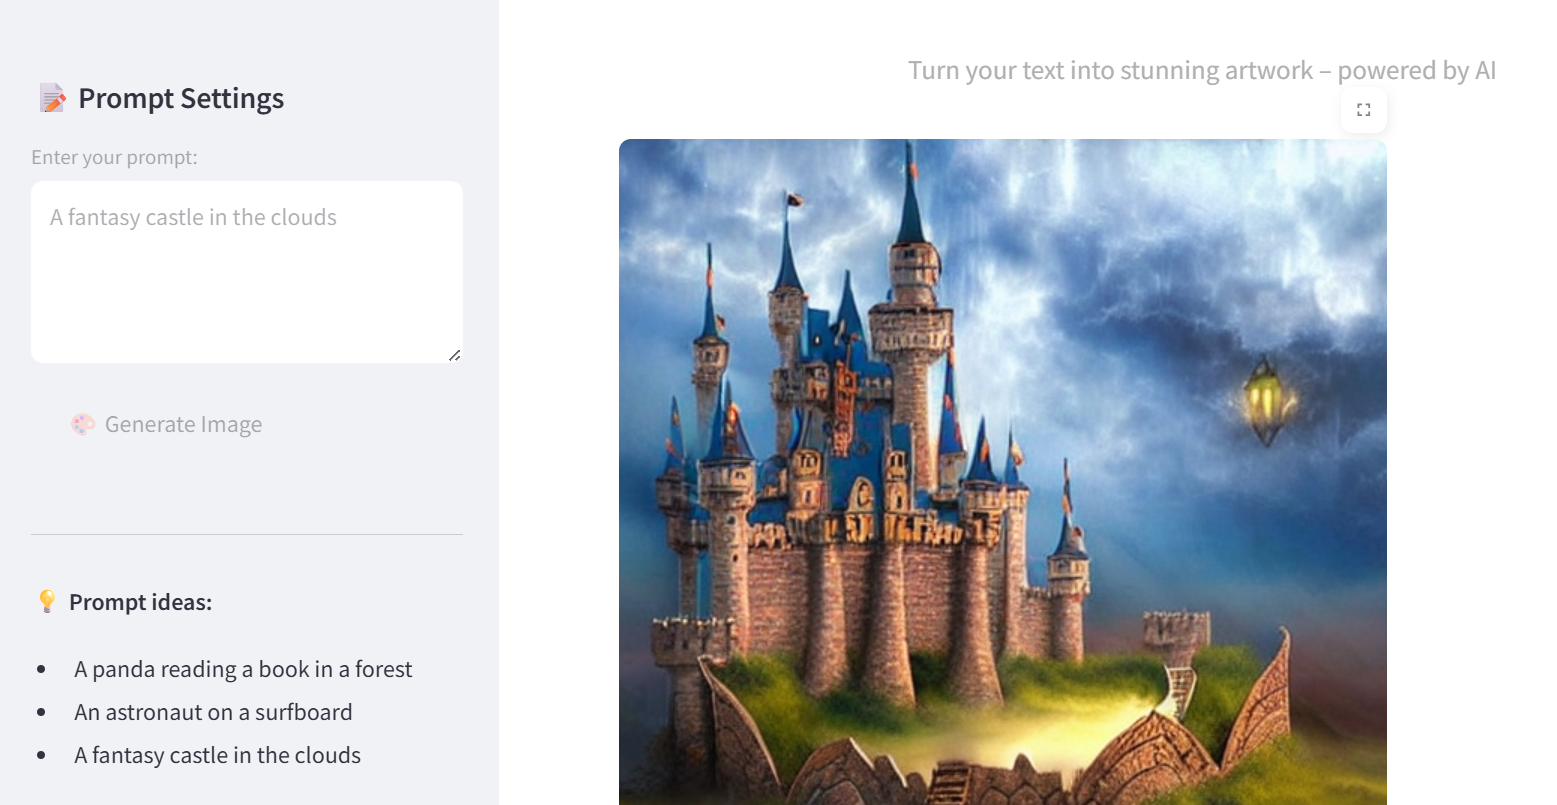 Prompt Settings
Enter your prompt:
A fantasy castle in the clouds
Generate Image
Prompt ideas:
A panda reading a book in a forest
An astronaut on a surfboard
A fantasy castle in the clouds
Turn your text into stunning artwork – powered by AI